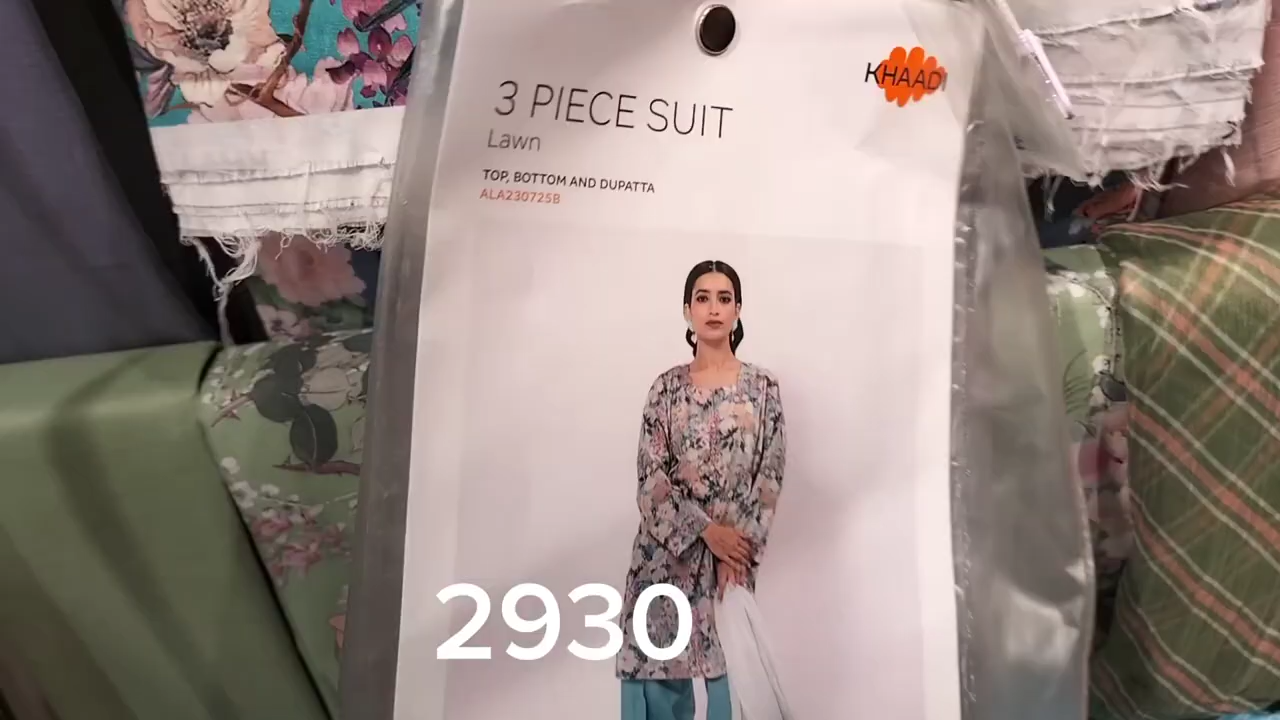 KHAADI
3 PIECE SUIT
Lawn
TOP, BOTTOM AND DUPATTA
ALA230725B
2930